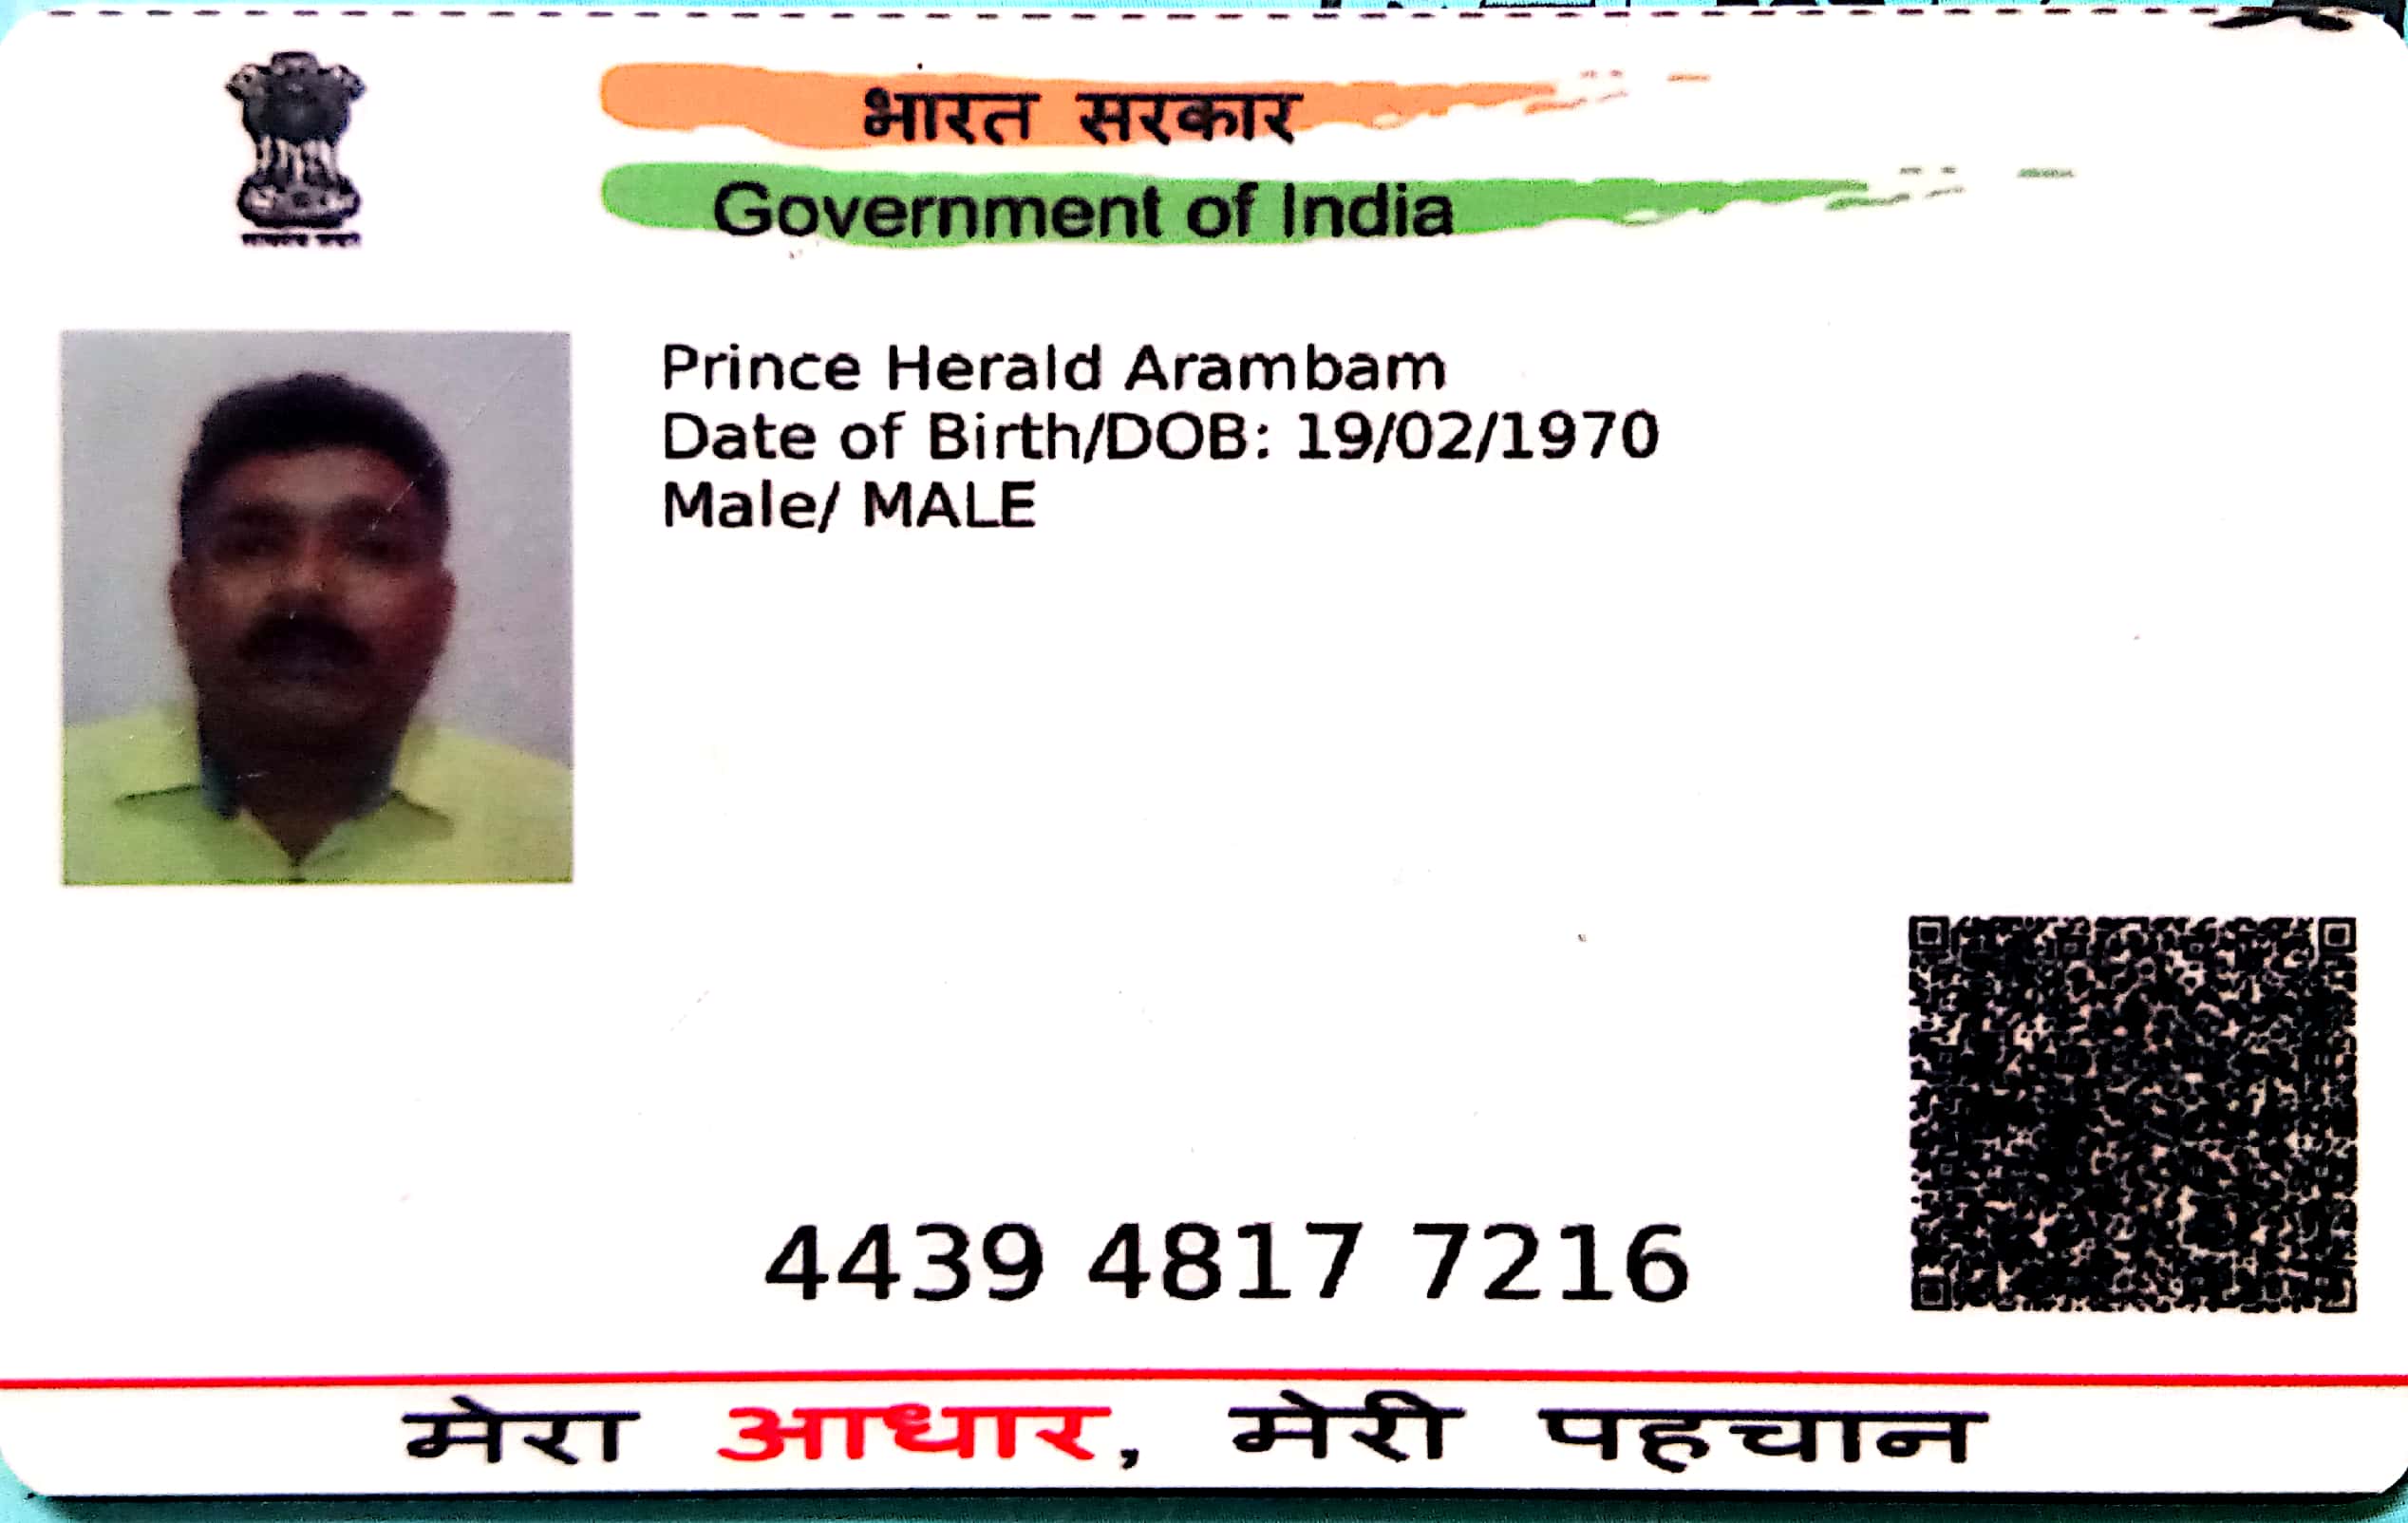 भारत सरकार
Government of India
Prince Herald Arambam
Date of Birth/DOB: 19/02/1970
Male/ MALE
4439 4817 7216
मेरा आधार, मेरी पहचान